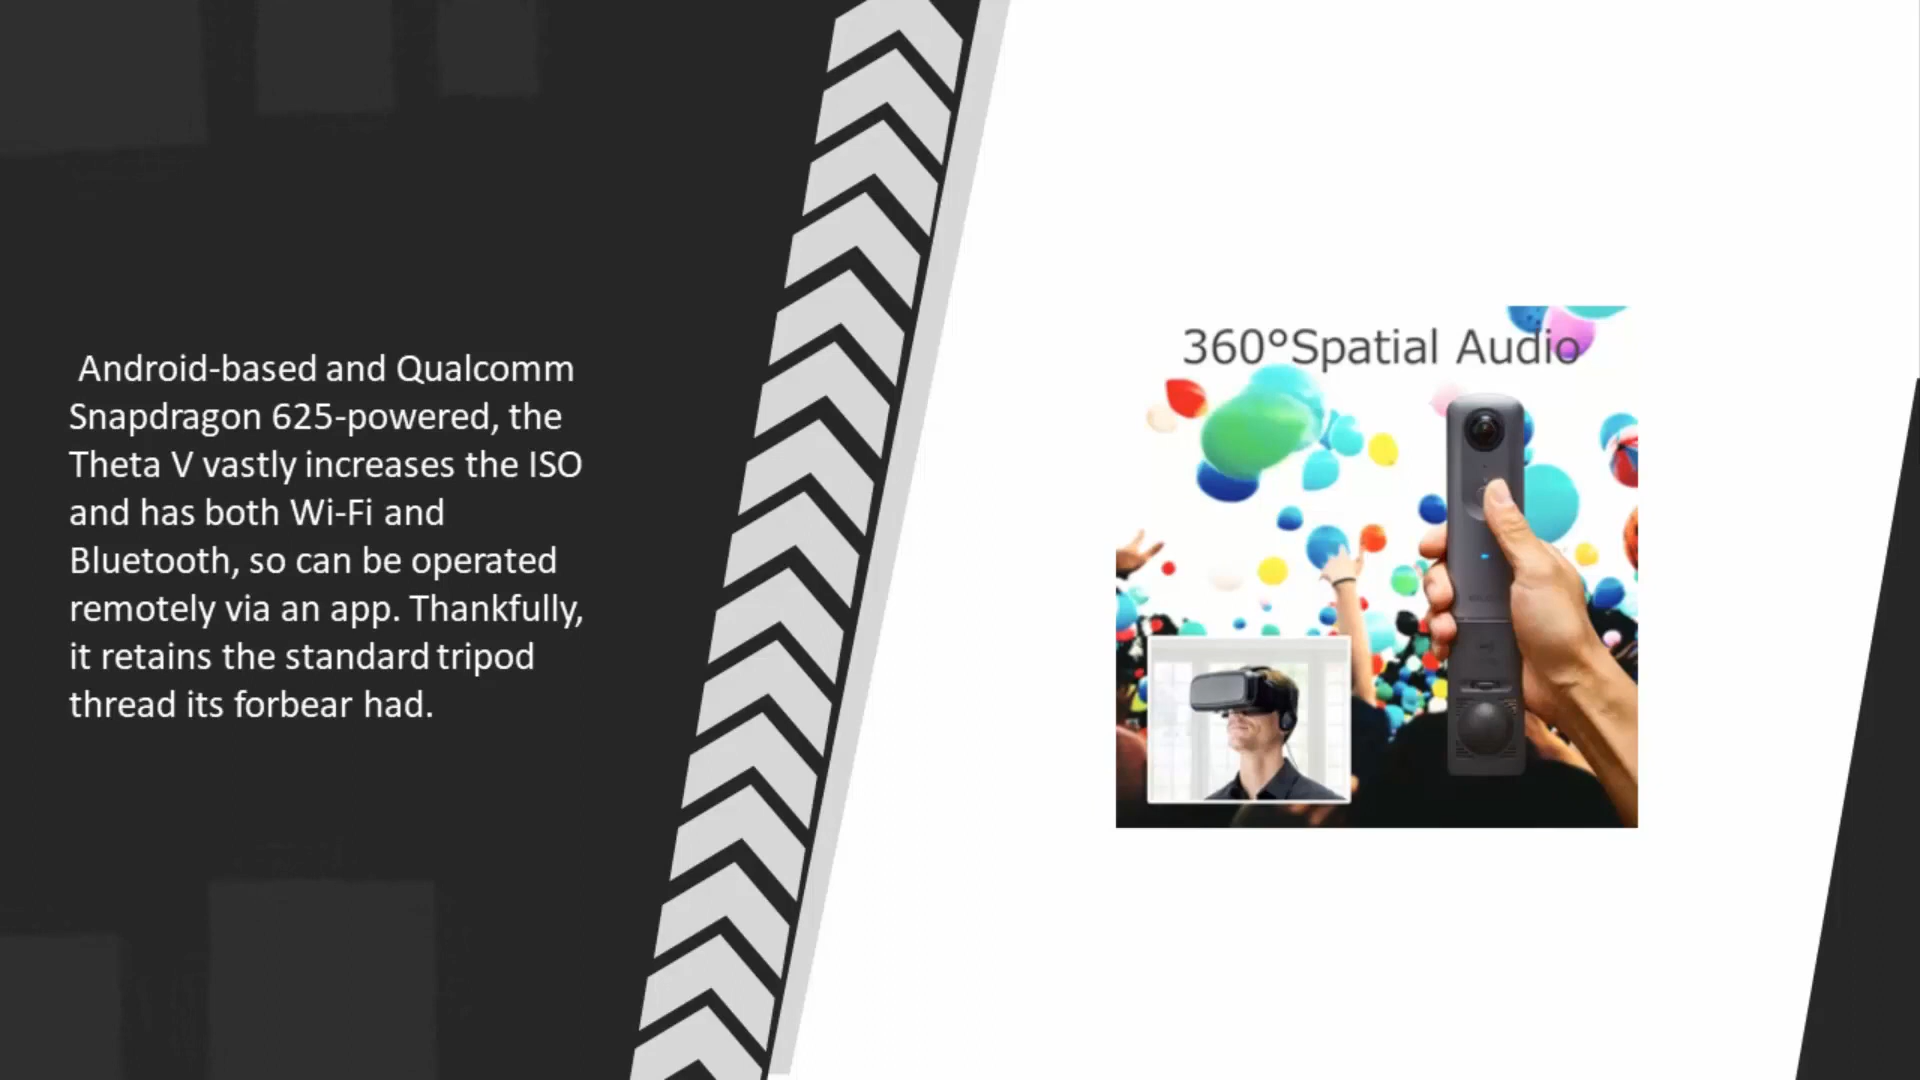 Android-based and Qualcomm
Snapdragon 625-powered, the
Theta V vastly increases the ISO
and has both Wi-Fi and
Bluetooth, so can be operated
remotely via an app. Thankfully,
it retains the standard tripod
thread its forbear had.
360°Spatial Audio